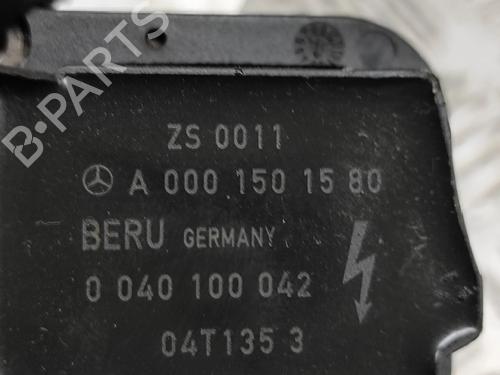 ZS 0011
A 000 150 15 80
BERU GERMANY
0 040 100 042
04T135 3
B-PARTS